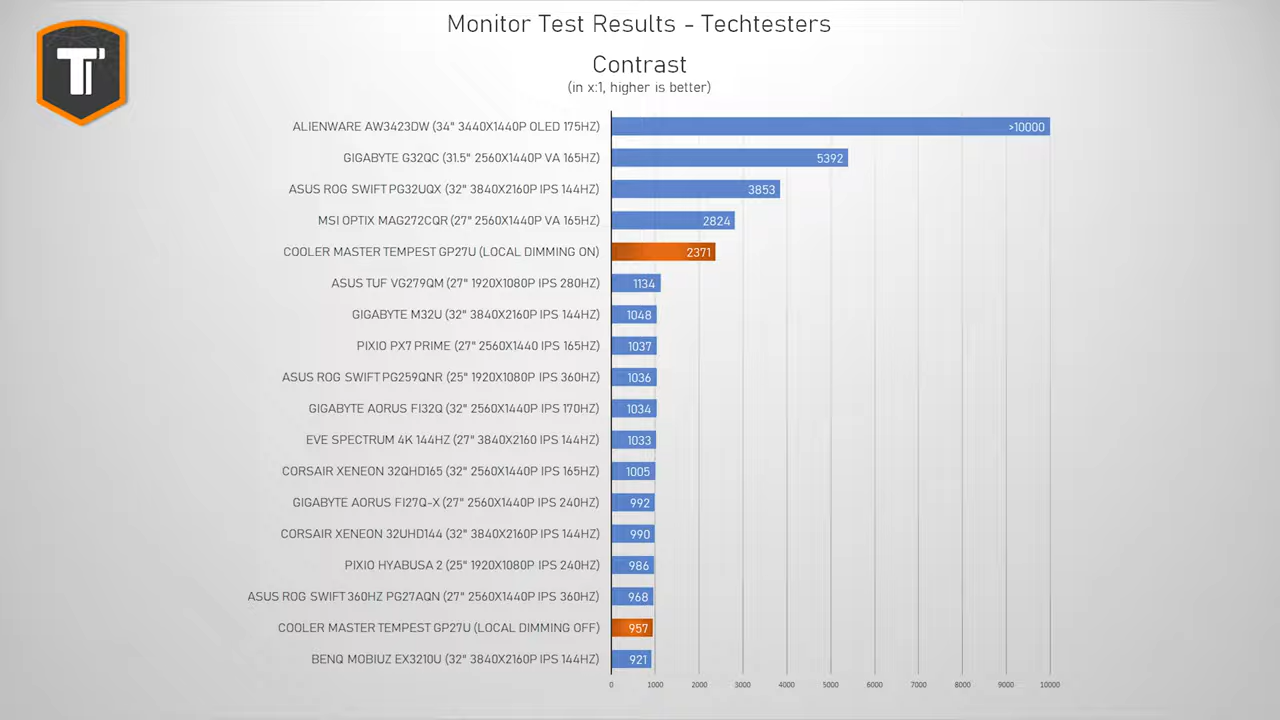 Monitor Test Results - Techtesters
Contrast
(in x:1, higher is better)
ALIENWARE AW3423DW (34" 3440X1440P OLED 175HZ) >10000
GIGABYTE G32QC (31.5" 2560X1440P VA 165HZ) 5392
ASUS ROG SWIFT PG32UQX (32" 3840X2160P IPS 144HZ) 3853
MSI OPTIX MAG272CQR (27" 2560X1440P VA 165HZ) 2824
COOLER MASTER TEMPEST GP27U (LOCAL DIMMING ON) 2371
ASUS TUF VG279QM (27" 1920X1080P IPS 280HZ) 1134
GIGABYTE M32U (32" 3840X2160P IPS 144HZ) 1048
PIXIO PX7 PRIME (27" 2560X1440 IPS 165HZ) 1037
ASUS ROG SWIFT PG259QNR (25" 1920X1080P IPS 360HZ) 1036
GIGABYTE AORUS FI32Q (32" 2560X1440P IPS 170HZ) 1034
EVE SPECTRUM 4K 144HZ (27" 3840X2160 IPS 144HZ) 1033
CORSAIR XENEON 32QHD165 (32" 2560X1440P IPS 165HZ) 1005
GIGABYTE AORUS FI27Q-X (27" 2560X1440P IPS 240HZ) 992
CORSAIR XENEON 32UHD144 (32" 3840X2160P IPS 144HZ) 990
PIXIO HYABUSA 2 (25" 1920X1080P IPS 240HZ) 986
ASUS ROG SWIFT 360HZ PG27AQN (27" 2560X1440P IPS 360HZ) 968
COOLER MASTER TEMPEST GP27U (LOCAL DIMMING OFF) 957
BENQ MOBIUZ EX3210U (32" 3840X2160P IPS 144HZ) 921
0 1000 2000 3000 4000 5000 6000 7000 8000 9000 10000